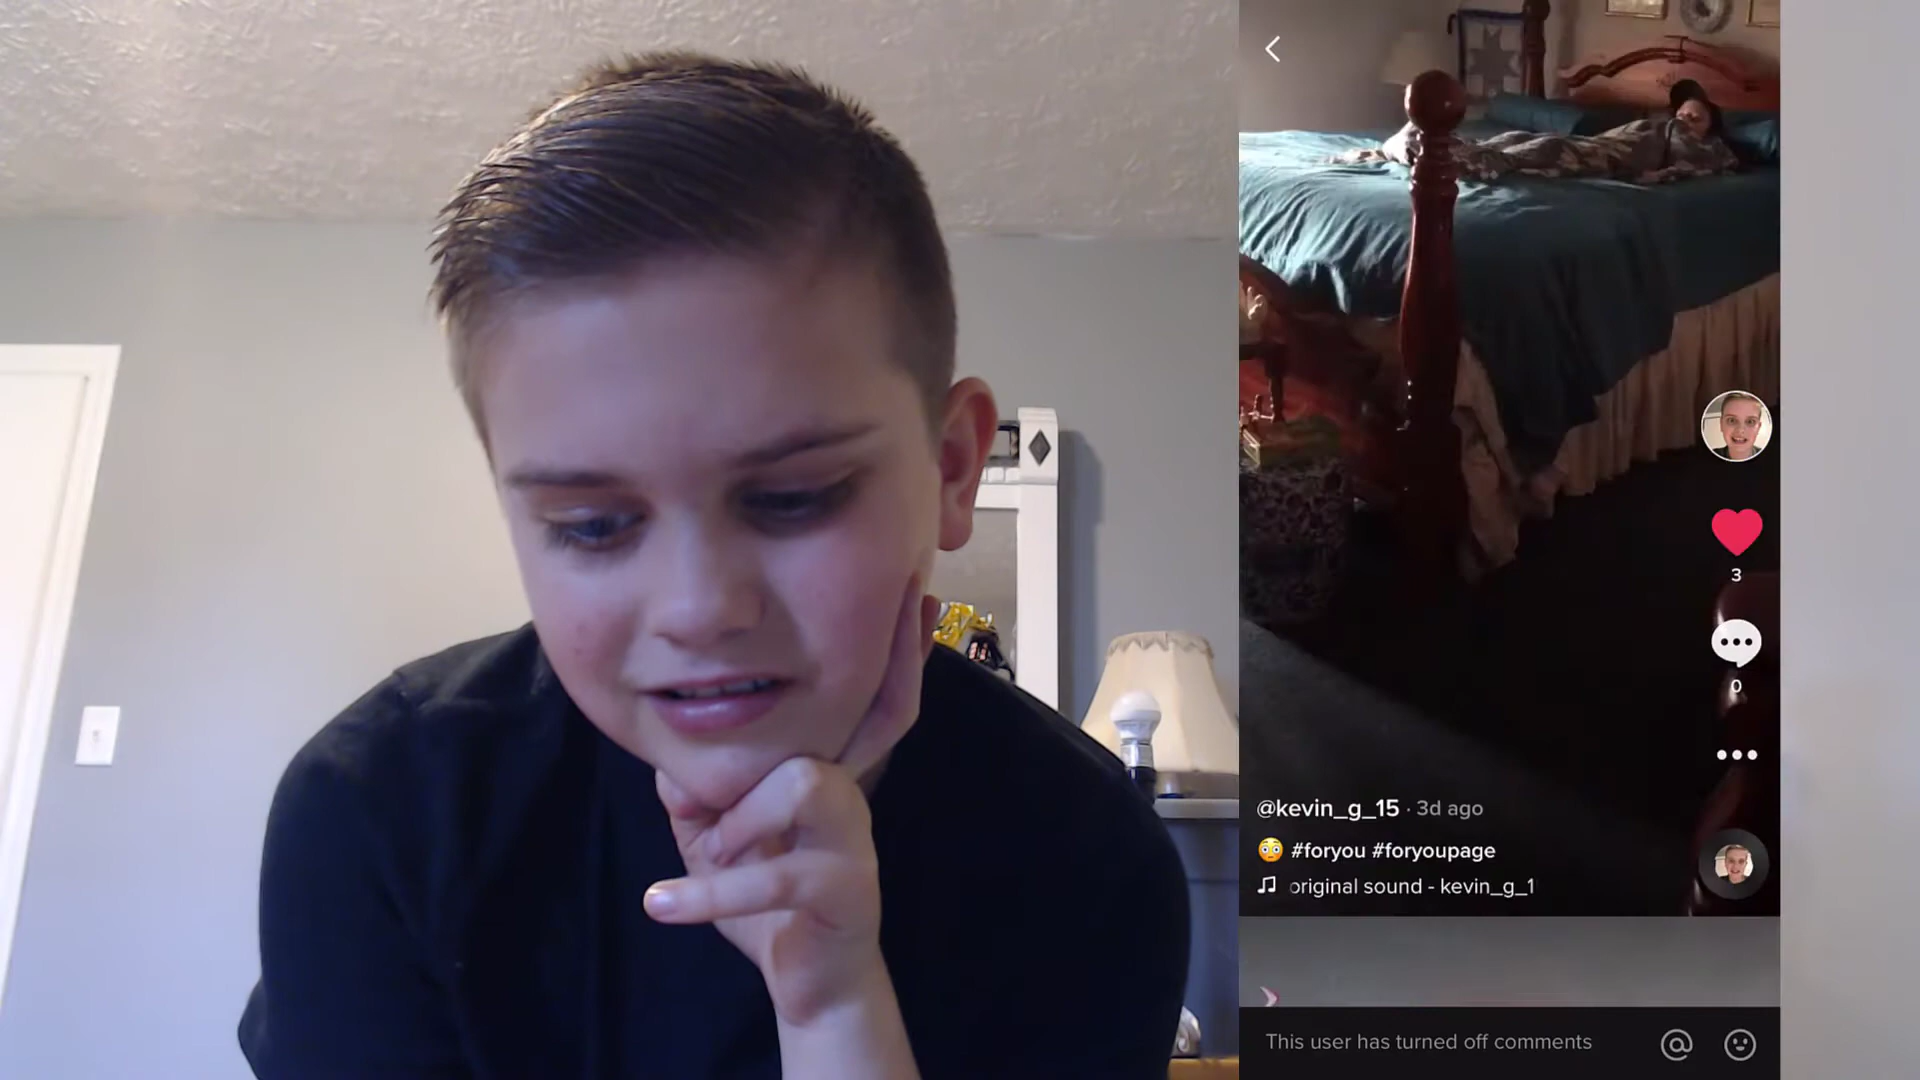 3
0
@kevin_g_15 · 3d ago
😳 #foryou #foryoupage
original sound - kevin_g_1
This user has turned off comments